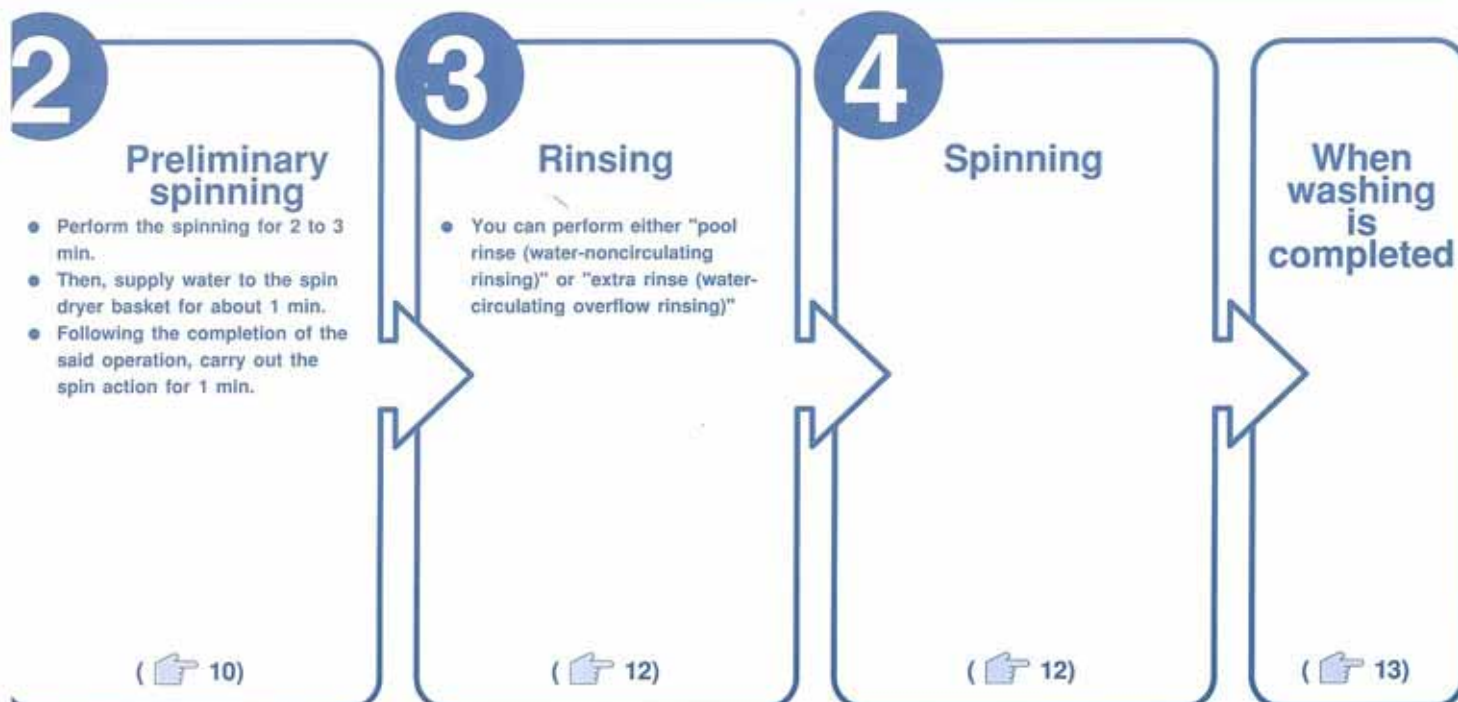 2
Preliminary
spinning
● Perform the spinning for 2 to 3
min.
● Then, supply water to the spin
dryer basket for about 1 min.
● Following the completion of the
said operation, carry out the
spin action for 1 min.
( 10)
3
Rinsing
● You can perform either "pool
rinse (water-noncirculating
rinsing)" or "extra rinse (water-
circulating overflow rinsing)"
( 12)
4
Spinning
( 12)
When
washing
is
completed
( 13)